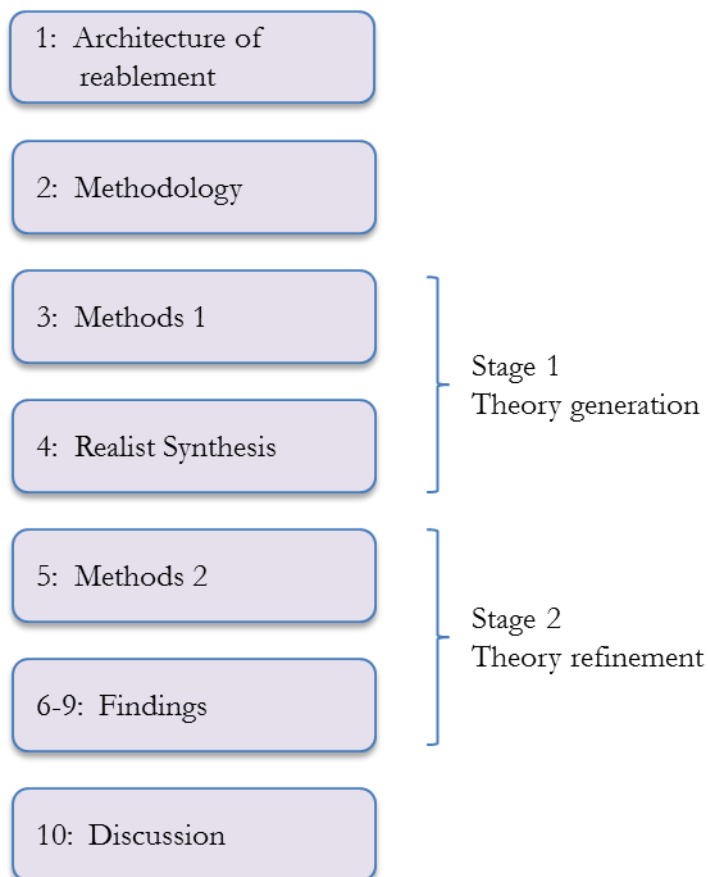 1: Architecture of
reablement
2: Methodology
3: Methods 1
4: Realist Synthesis
Stage 1
Theory generation
5: Methods 2
6-9: Findings
Stage 2
Theory refinement
10: Discussion